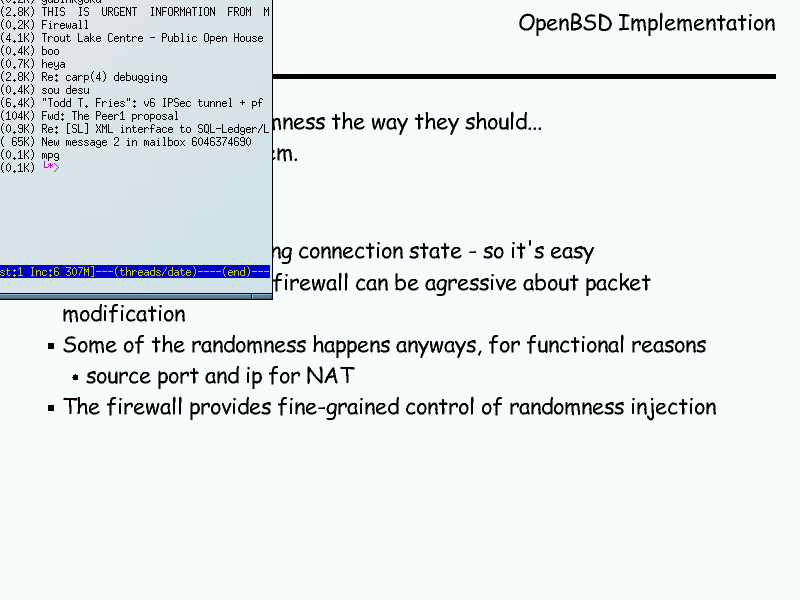 (2.8K) THIS IS URGENT INFORMATION FROM M
(0.2K) Firewall
(4.1K) Trout Lake Centre - Public Open House
(0.4K) boo
(0.7K) heya
(2.8K) Re: carp(4) debugging
(0.4K) sou desu
(6.4K) "Todd T. Fries": v6 IPSec tunnel + pf
(104K) Fwd: The Peer1 proposal
(0.9K) Re: [SL] XML interface to SQL-Ledger/L
( 65K) New message 2 in mailbox 6046374690
(0.1K) mpg
(0.1K) └*>
st:1 Inc:6 307M]---(threads/date)----(end)---
OpenBSD Implementation
mness the way they should...
em.
ng connection state - so it's easy
firewall can be agressive about packet
modification
Some of the randomness happens anyways, for functional reasons
source port and ip for NAT
The firewall provides fine-grained control of randomness injection